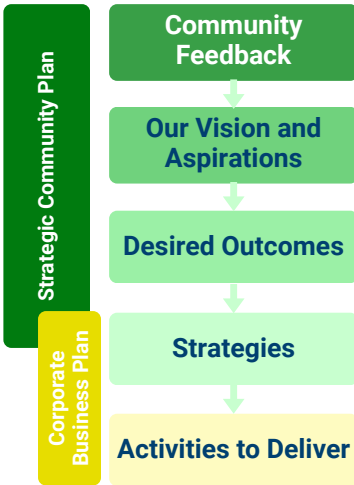 Strategic Community Plan
Corporate
Business Plan
Community
Feedback
Our Vision and
Aspirations
Desired Outcomes
Strategies
Activities to Deliver